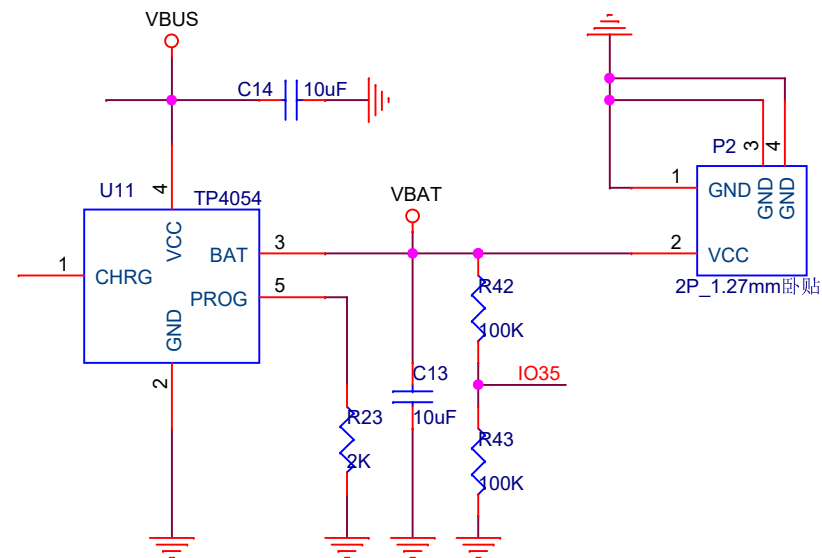 VBUS
C14
10uF
P2
3
4
1
GND
GND
GND
2
VCC
2P_1.27mm卧贴
U11
4
TP4054
VBAT
VCC
BAT
3
1
CHRG
PROG
5
GND
2
R42
100K
C13
10uF
IO35
R23
2K
R43
100K